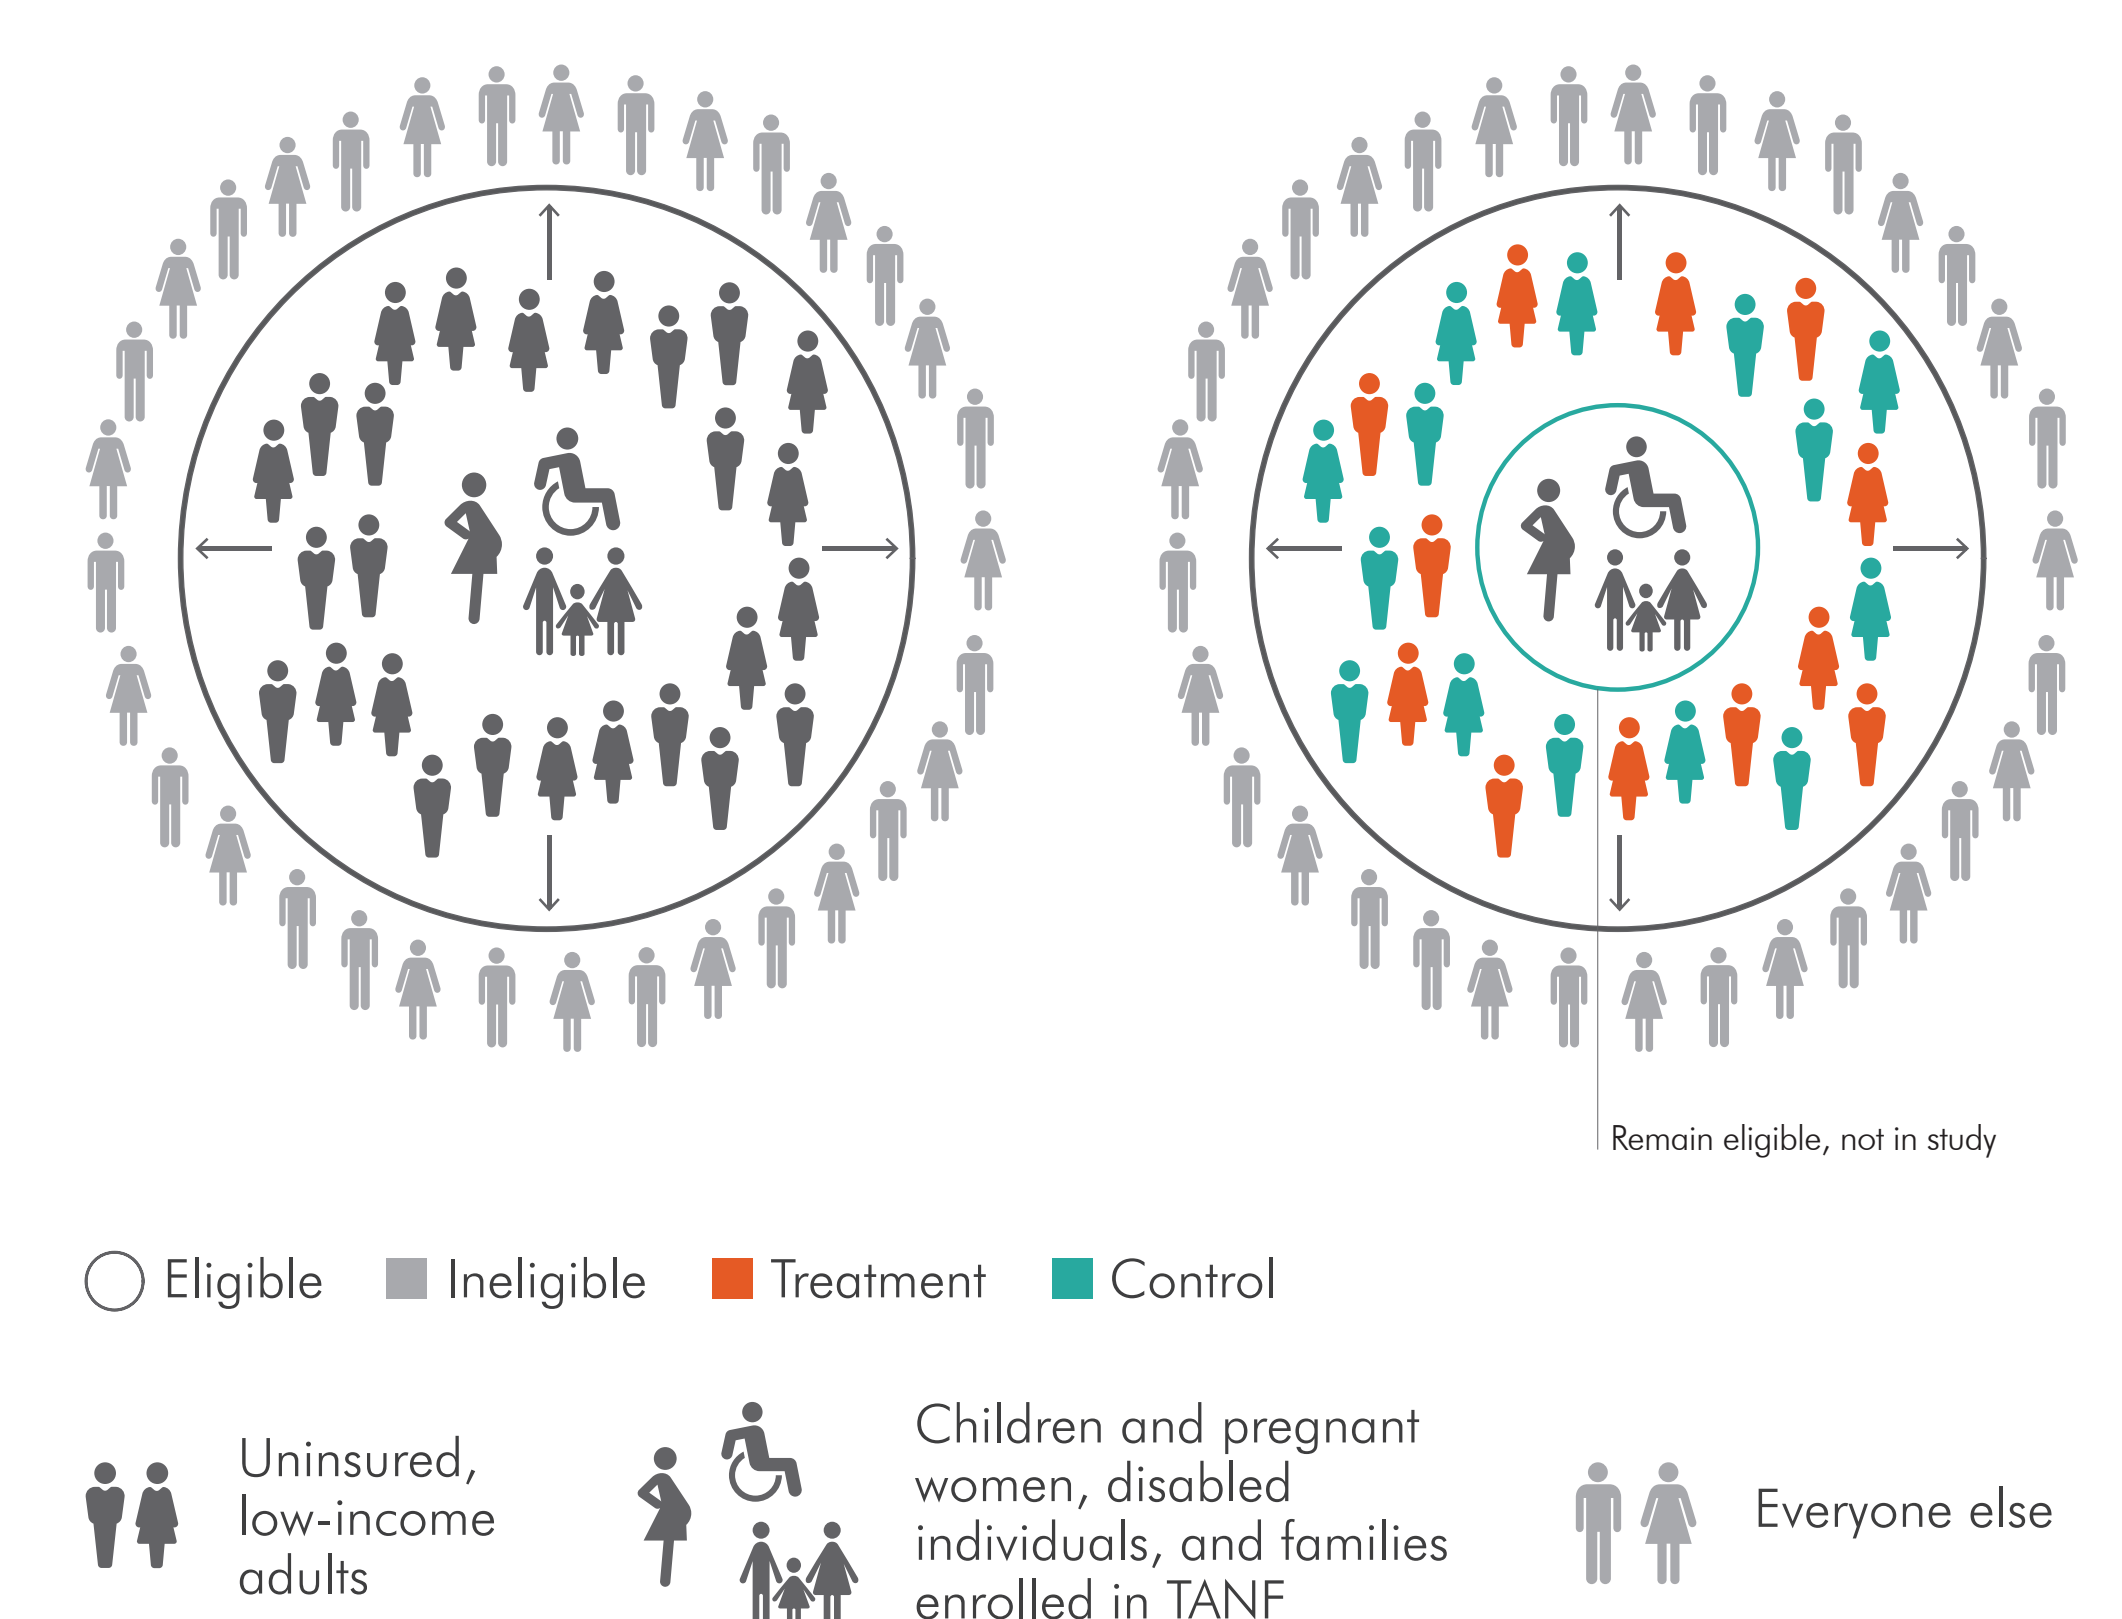 Remain eligible, not in study
Eligible
Ineligible
Treatment
Control
Uninsured,
low-income
adults
Children and pregnant
women, disabled
individuals, and families
enrolled in TANF
Everyone else